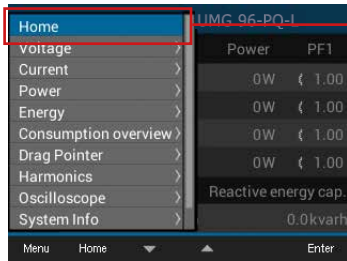 Home
UMG 96-PQ-L
Voltage
Current
Power
Energy
Consumption overview
Drag Pointer
Harmonics
Oscilloscope
System Info
Power PF1
0W ( 1.00
0W ( 1.00
0W ( 1.00
0W ( 1.00
Reactive energy cap.
0.0kvarh
Menu Home Enter